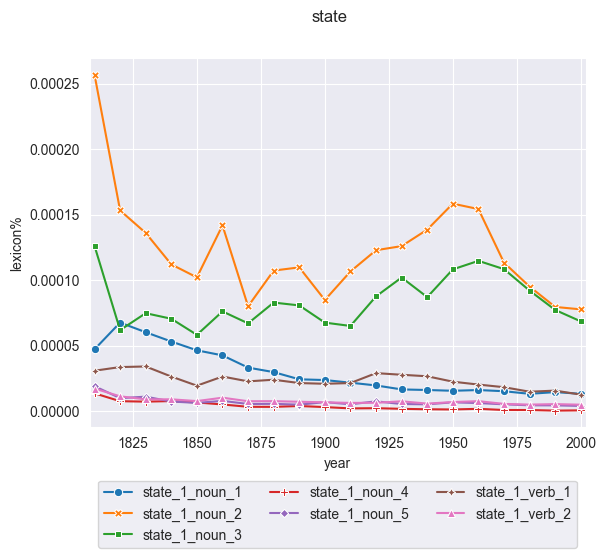 state
0.00025
0.00020
0.00015
0.00010
0.00005
0.00000
lexicon%
1825 1850 1875 1900 1925 1950 1975 2000
year
state_1_noun_1 state_1_noun_4 state_1_verb_1
state_1_noun_2 state_1_noun_5 state_1_verb_2
state_1_noun_3